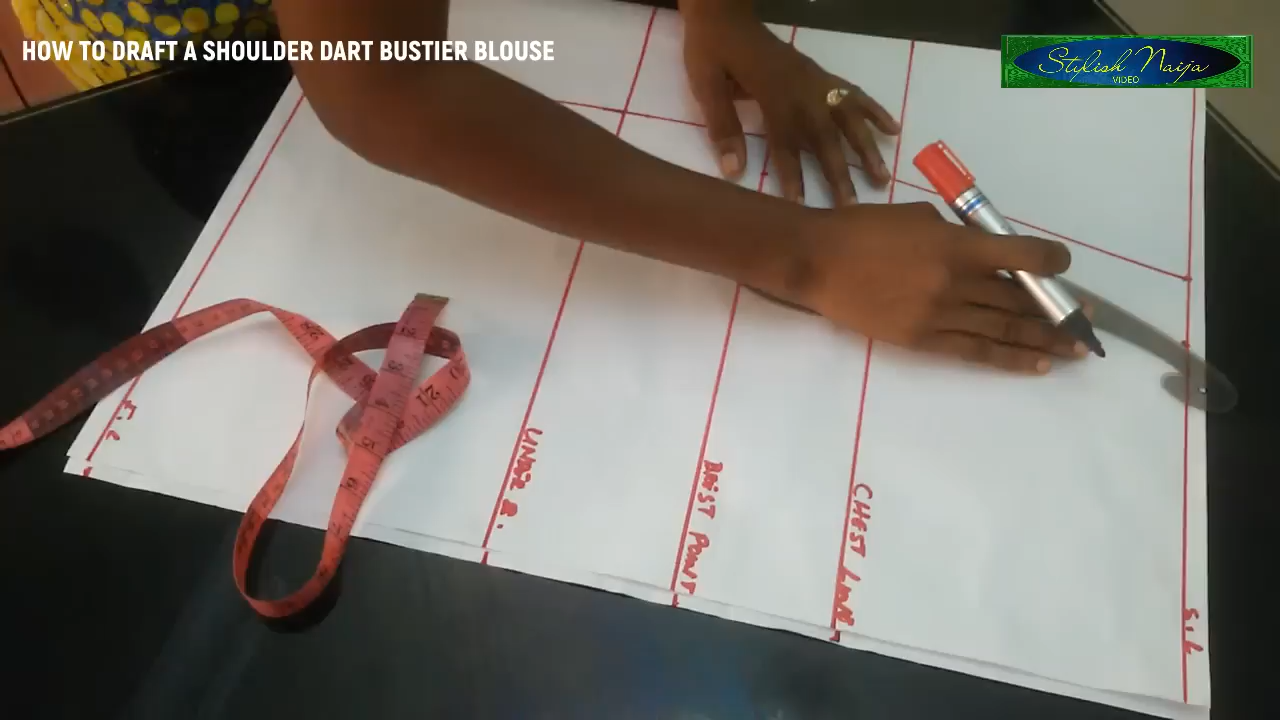 HOW TO DRAFT A SHOULDER DART BUSTIER BLOUSE
Stylish Naija
VIDEO
F. L
UNDER B.
BUST POINT
CHEST LINE
S. L